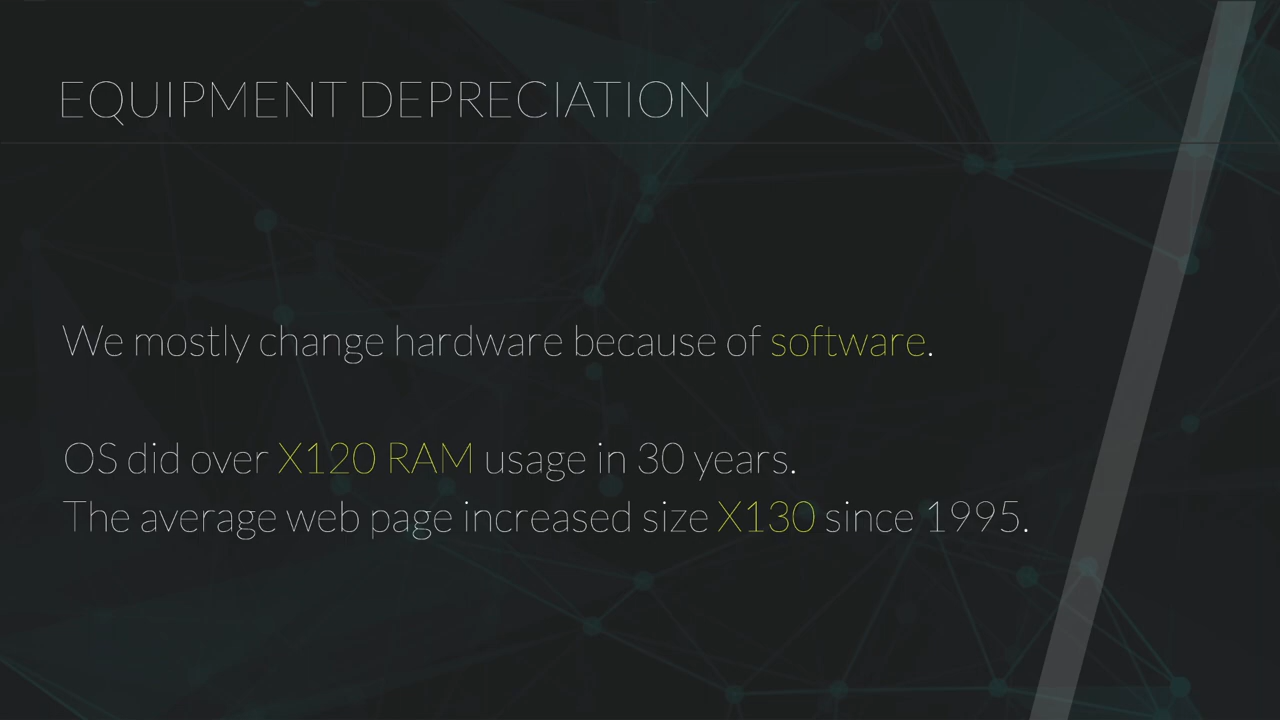 EQUIPMENT DEPRECIATION
We mostly change hardware because of software.
OS did over X120 RAM usage in 30 years.
The average web page increased size X130 since 1995.